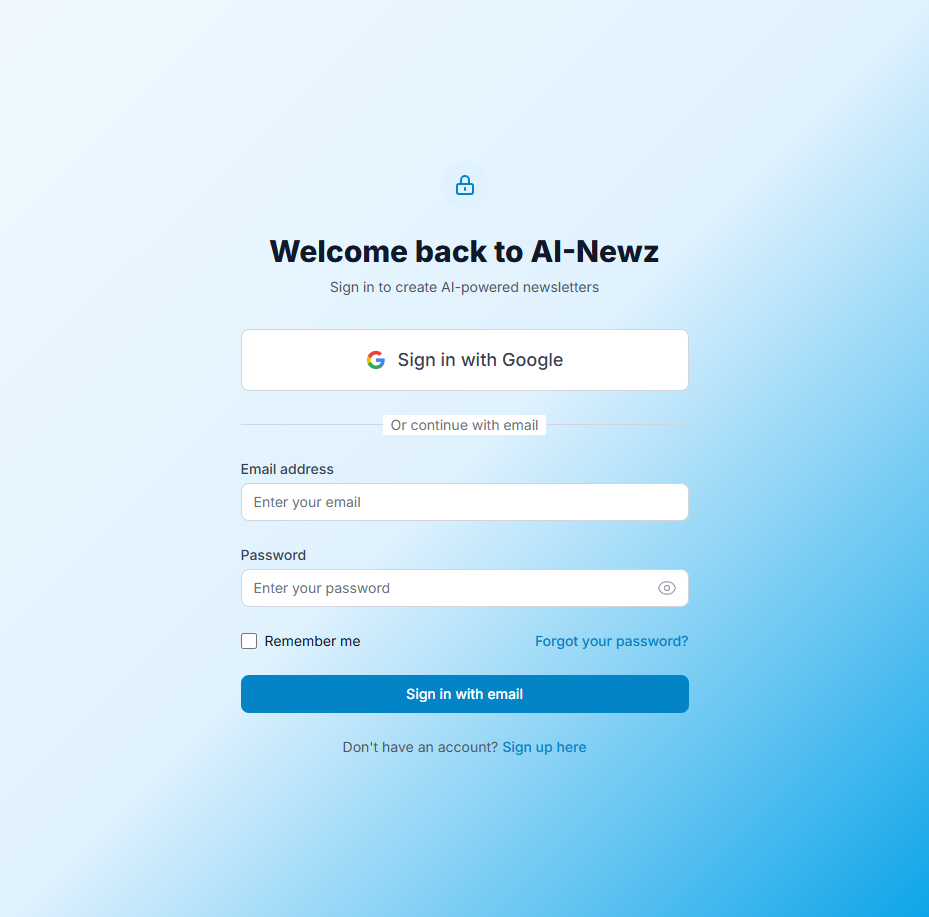 Welcome back to AI-Newz
Sign in to create AI-powered newsletters
Sign in with Google
Or continue with email
Email address
Enter your email
Password
Enter your password
Remember me
Forgot your password?
Sign in with email
Don't have an account? Sign up here